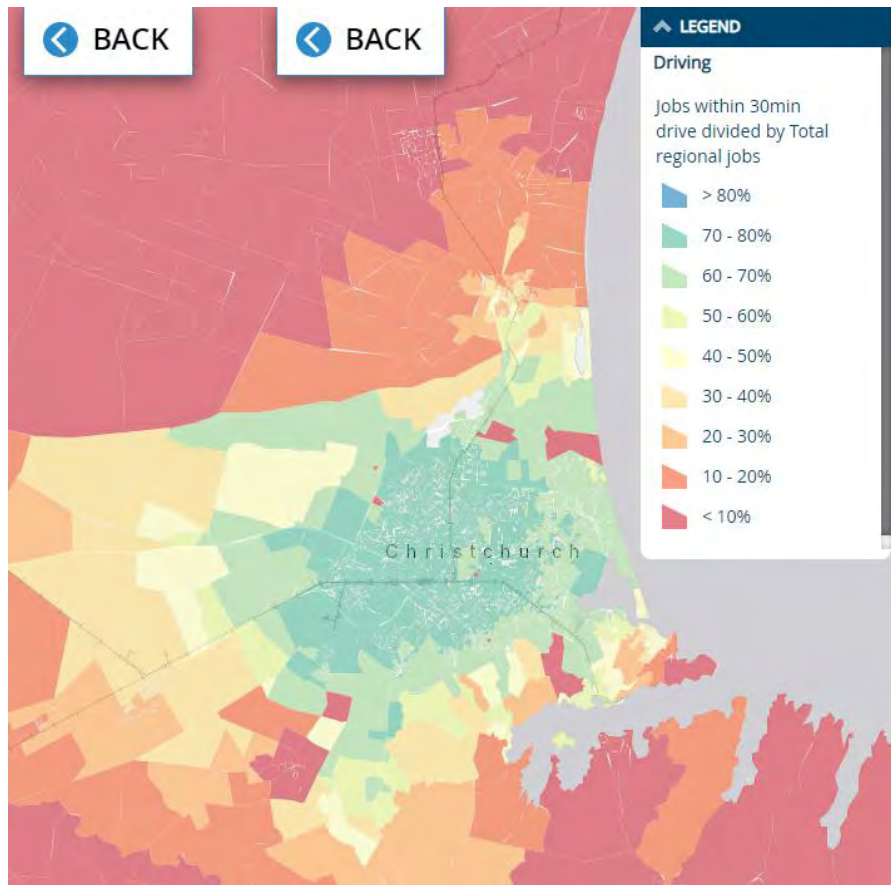 BACK
BACK
LEGEND
Driving
Jobs within 30min
drive divided by Total
regional jobs
> 80%
70 - 80%
60 - 70%
50 - 60%
40 - 50%
30 - 40%
20 - 30%
10 - 20%
< 10%
Christchurch